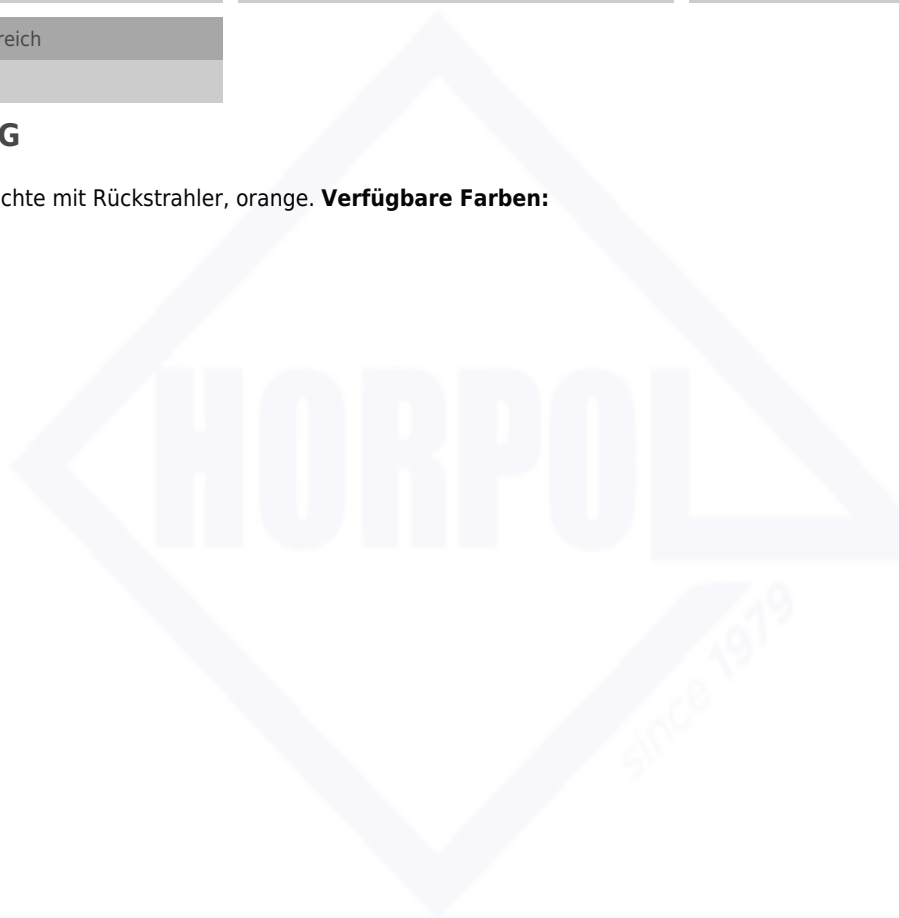 reich
G
chte mit Rückstrahler, orange. Verfügbare Farben:
HORPOL
since 1979